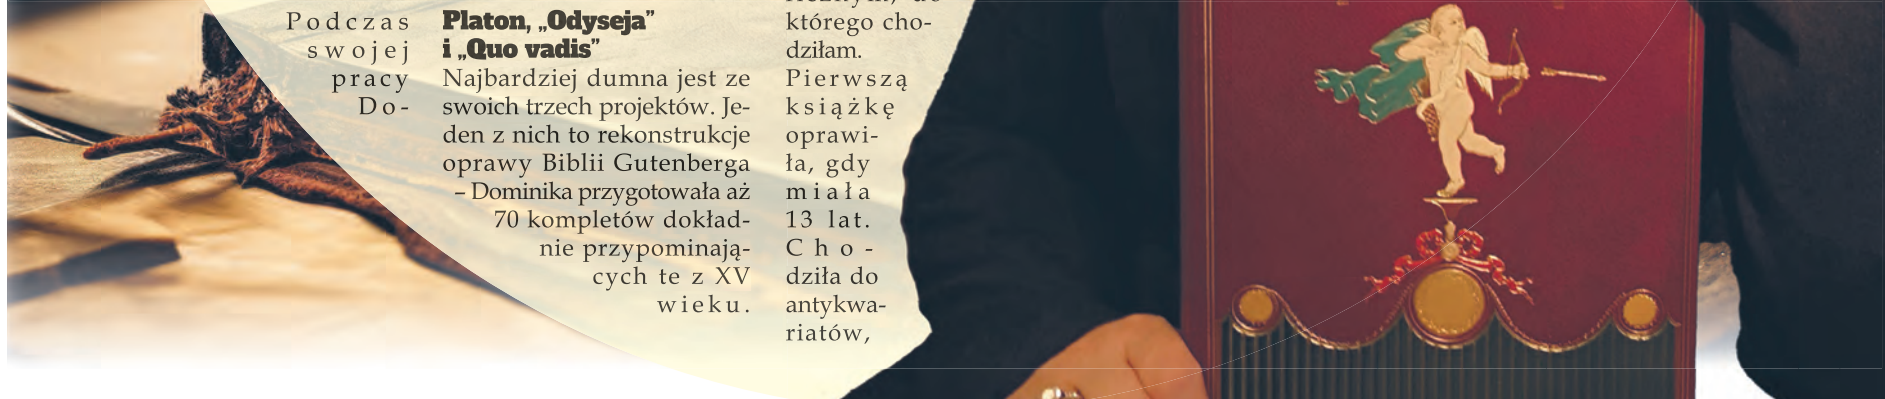 Podczas
swojej
pracy
Do-
Platon, „Odyseja”
i „Quo vadis”
Najbardziej dumna jest ze
swoich trzech projektów. Je-
den z nich to rekonstrukcje
oprawy Biblii Gutenberga
– Dominika przygotowała aż
70 kompletów dokład-
nie przypominają-
cych te z XV
wieku.
którego cho-
dziłam.
Pierwszą
książkę
oprawi-
ła, gdy
miała
13 lat.
Cho-
dziła do
antykwa-
riatów,